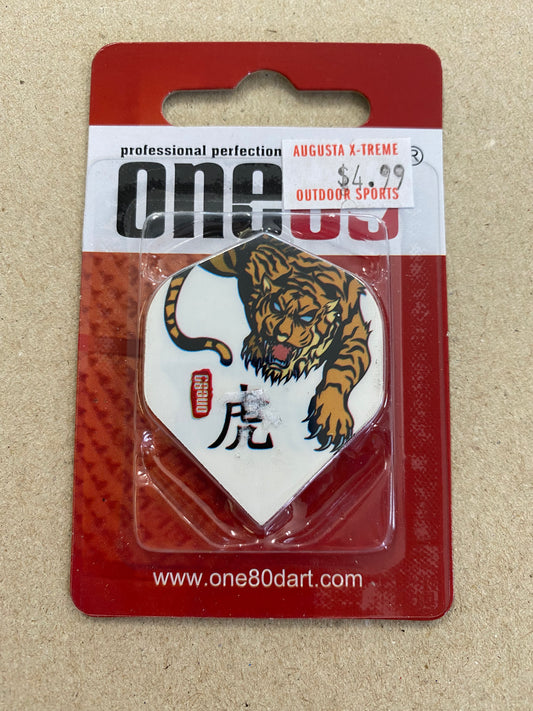 professional perfection
AUGUSTA X-TREME
$4.99
OUTDOOR SPORTS
one80®
one80
虎
www.one80dart.com